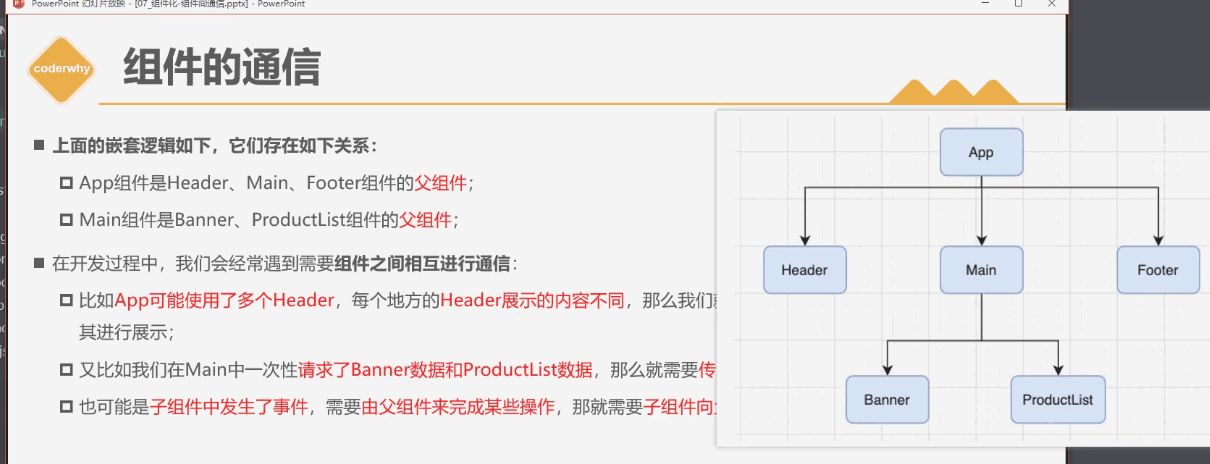 PowerPoint 幻灯片放映 - [07_组件化-组件间通信.pptx] - PowerPoint
coderwhy
组件的通信
上面的嵌套逻辑如下，它们存在如下关系：
App组件是Header、Main、Footer组件的父组件；
Main组件是Banner、ProductList组件的父组件；
在开发过程中，我们会经常遇到需要组件之间相互进行通信：
比如App可能使用了多个Header，每个地方的Header展示的内容不同，那么我们
其进行展示；
又比如我们在Main中一次性请求了Banner数据和ProductList数据，那么就需要传
也可能是子组件中发生了事件，需要由父组件来完成某些操作，那就需要子组件向
App
Header
Main
Footer
Banner
ProductList